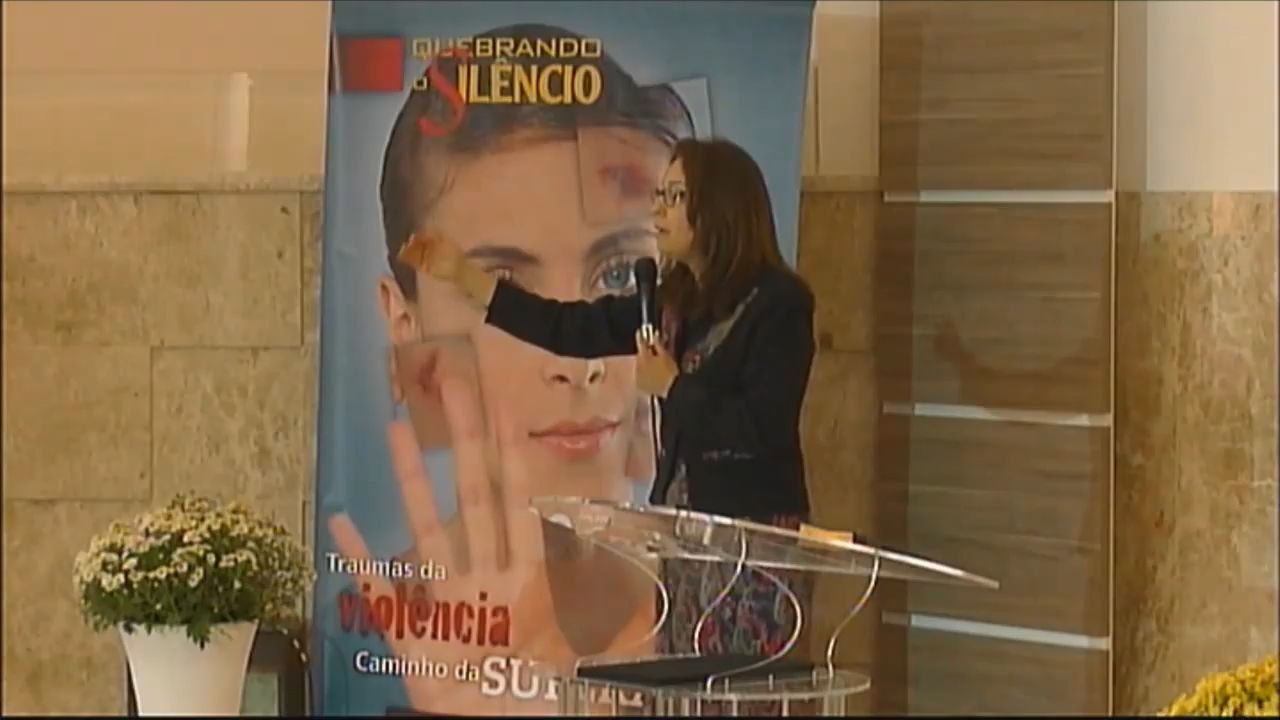 QUEBRANDO
O SILÊNCIO
Traumas da
violência
Caminho da